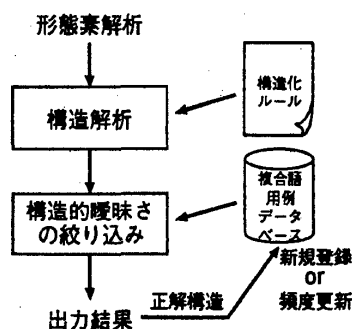 形態素解析
構造化
ルール
構造解析
複合語
用例
データ
ベース
構造的曖昧さ
の絞り込み
新規登録
or
頻度更新
正解構造
出力結果